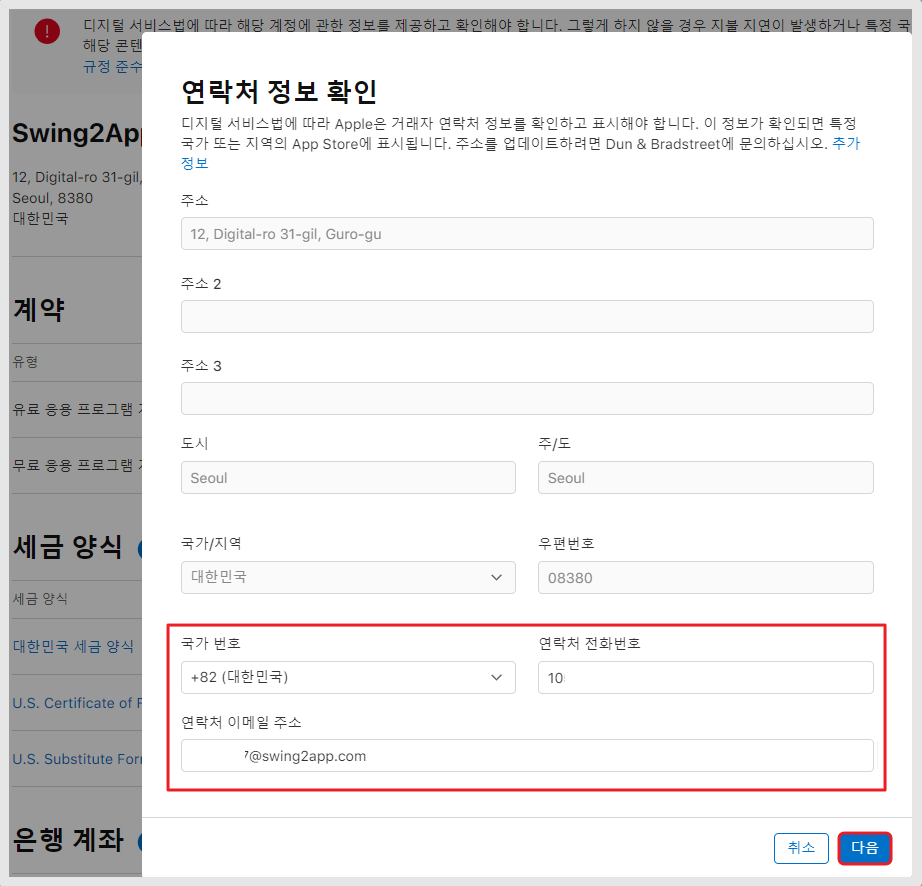 디지털 서비스법에 따라 해당 계정에 관한 정보를 제공하고 확인해야 합니다. 그렇게 하지 않을 경우 지불 지연이 발생하거나 특정 국
해당 콘텐
규정 준수
Swing2App
12, Digital-ro 31-gil,
Seoul, 8380
대한민국
계약
유형
유료 응용 프로그램
무료 응용 프로그램
세금 양식
세금 양식
대한민국 세금 양식
U.S. Certificate of
U.S. Substitute For
은행 계좌
연락처 정보 확인
디지털 서비스법에 따라 Apple은 거래자 연락처 정보를 확인하고 표시해야 합니다. 이 정보가 확인되면 특정
국가 또는 지역의 App Store에 표시됩니다. 주소를 업데이트하려면 Dun & Bradstreet에 문의하십시오. 추가
정보
주소
12, Digital-ro 31-gil, Guro-gu
주소 2
주소 3
도시
주/도
Seoul
Seoul
국가/지역
우편번호
대한민국
08380
국가 번호
연락처 전화번호
+82 (대한민국)
10
연락처 이메일 주소
7@swing2app.com
취소
다음